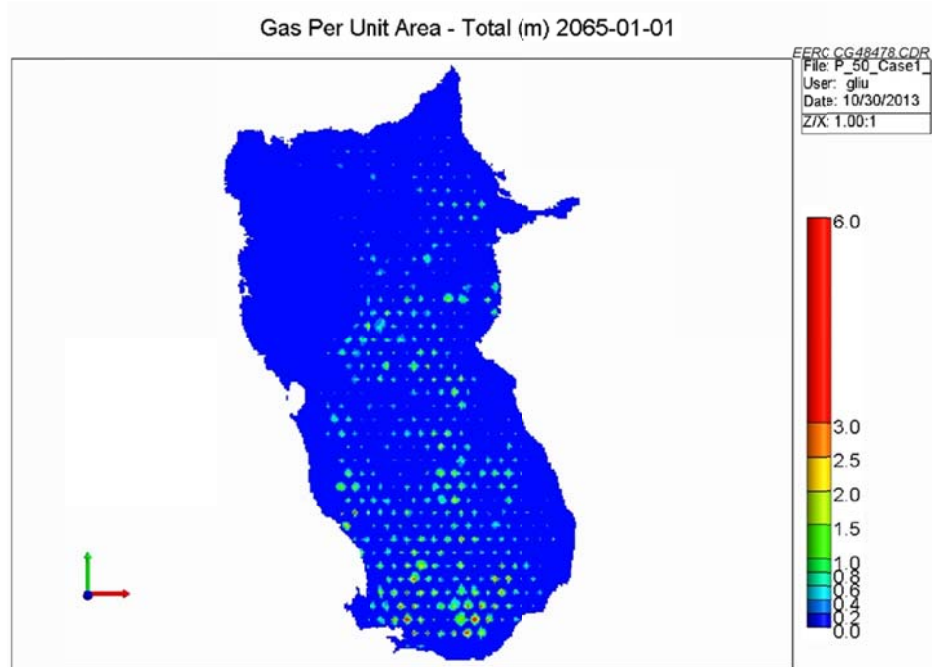 Gas Per Unit Area - Total (m) 2065-01-01
EERC CG48478.CDR
File: P_50_Case1_
User: gliu
Date: 10/30/2013
Z/X: 1.00:1
6.0
3.0
2.5
2.0
1.5
1.0
0.8
0.6
0.4
0.2
0.0